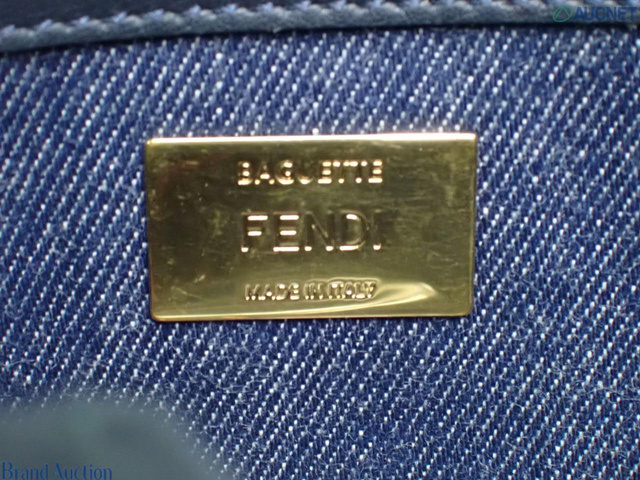 AUCNET
BAGUETTE
FENDI
MADE IN ITALY
Brand Auction